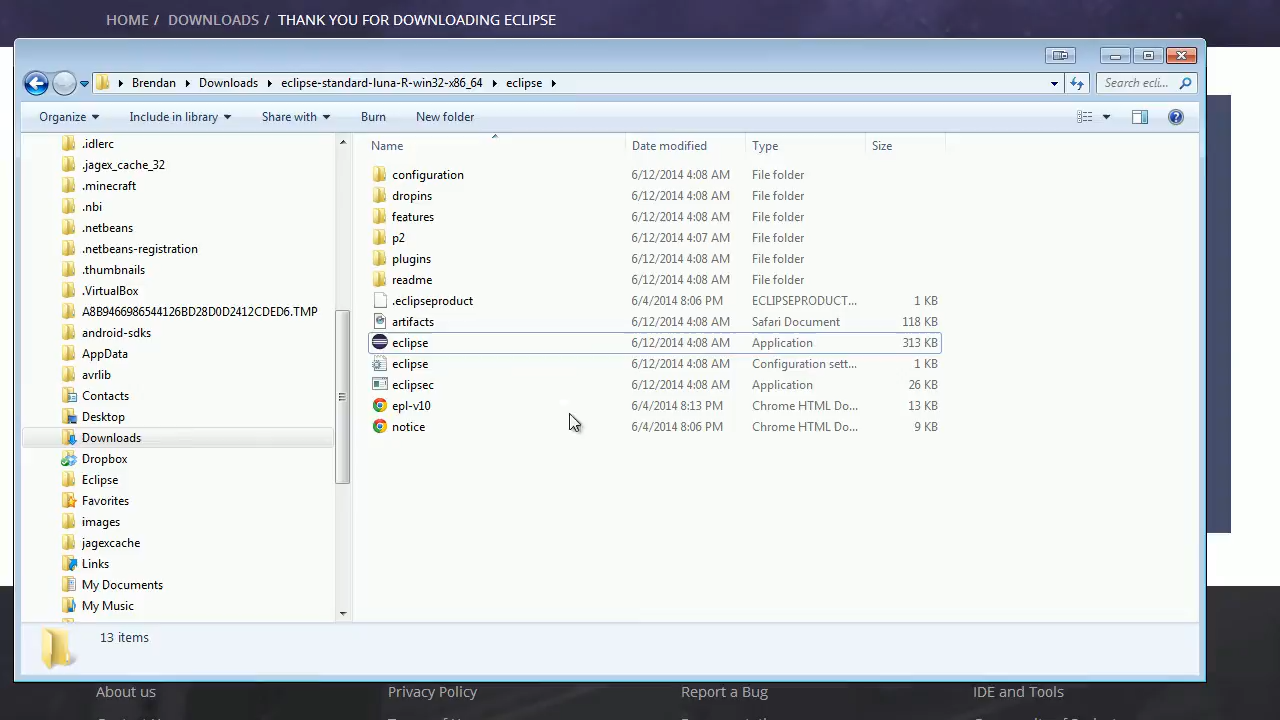 HOME / DOWNLOADS / THANK YOU FOR DOWNLOADING ECLIPSE
Brendan Downloads eclipse-standard-luna-R-win32-x86_64 eclipse Search ecli...
Organize Include in library Share with Burn New folder
Name Date modified Type Size
.idlerc
.jagex_cache_32
.minecraft
.nbi
.netbeans
.netbeans-registration
.thumbnails
.VirtualBox
A8B9466986544126BD28D0D2412CDED6.TMP
android-sdks
AppData
avrlib
Contacts
Desktop
Downloads
Dropbox
Eclipse
Favorites
images
jagexcache
Links
My Documents
My Music
configuration 6/12/2014 4:08 AM File folder
dropins 6/12/2014 4:08 AM File folder
features 6/12/2014 4:08 AM File folder
p2 6/12/2014 4:07 AM File folder
plugins 6/12/2014 4:08 AM File folder
readme 6/12/2014 4:08 AM File folder
.eclipseproduct 6/4/2014 8:06 PM ECLIPSEPRODUCT... 1 KB
artifacts 6/12/2014 4:08 AM Safari Document 118 KB
eclipse 6/12/2014 4:08 AM Application 313 KB
eclipse 6/12/2014 4:08 AM Configuration sett... 1 KB
eclipsec 6/12/2014 4:08 AM Application 26 KB
epl-v10 6/4/2014 8:13 PM Chrome HTML Do... 13 KB
notice 6/4/2014 8:06 PM Chrome HTML Do... 9 KB
13 items
About us Privacy Policy Report a Bug IDE and Tools